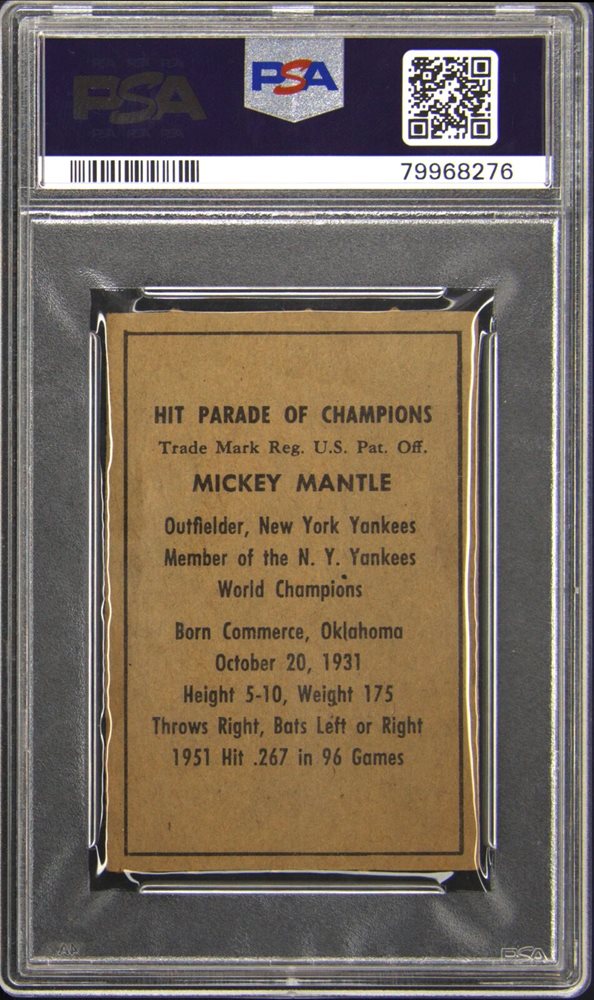 PSA
PSA
79968276
HIT PARADE OF CHAMPIONS
Trade Mark Reg. U.S. Pat. Off.
MICKEY MANTLE
Outfielder, New York Yankees
Member of the N. Y. Yankees
World Champions
Born Commerce, Oklahoma
October 20, 1931
Height 5-10, Weight 175
Throws Right, Bats Left or Right
1951 Hit .267 in 96 Games
PSA